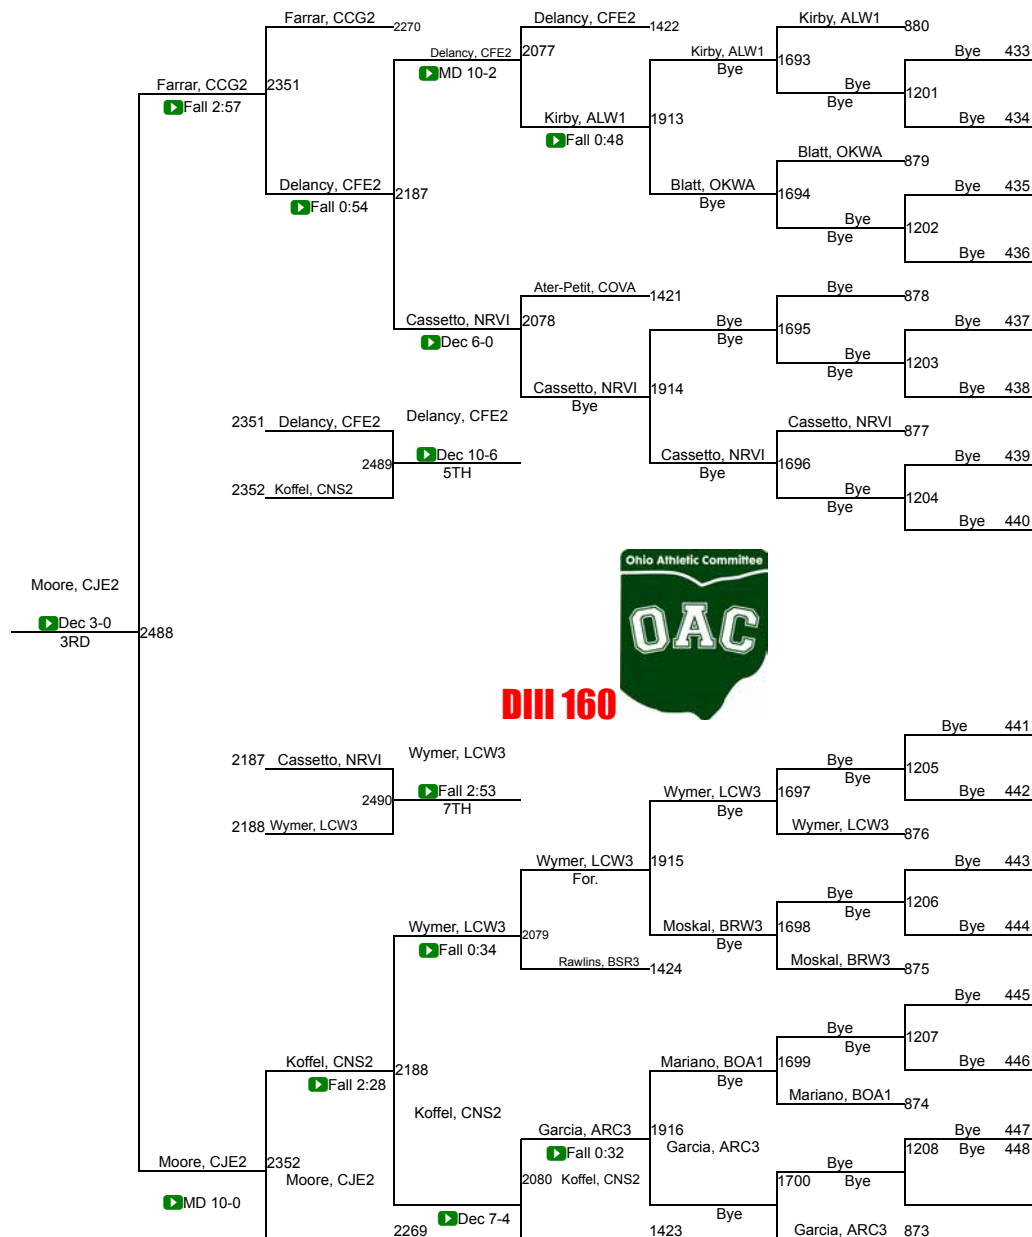 Farrar, CCG2
2270
Delancy, CFE2
1422
Kirby, ALW1
880
Delancy, CFE2
2077
Kirby, ALW1
Bye
1693
Bye 433
MD 10-2
Farrar, CCG2
2351
Fall 2:57
Bye
Bye
1201
Kirby, ALW1
1913
Bye 434
Fall 0:48
Blatt, OKWA
879
Delancy, CFE2
2187
Fall 0:54
Blatt, OKWA
Bye
1694
Bye 435
Bye
Bye
1202
Bye 436
Ater-Petit, COVA
1421
Bye
878
Cassetto, NRVI
2078
Dec 6-0
Bye
Bye
1695
Bye 437
Bye
Bye
1203
Cassetto, NRVI
Bye
1914
Bye 438
2351 Delancy, CFE2
Delancy, CFE2
Cassetto, NRVI
877
2489
Dec 10-6
5TH
Cassetto, NRVI
Bye
1696
Bye 439
2352 Koffel, CNS2
Bye
Bye
1204
Bye 440
Ohio Athletic Committee
OAC
Moore, CJE2
Dec 3-0
3RD
2488
DIII 160
Bye 441
2187 Cassetto, NRVI
Wymer, LCW3
Bye
Bye
1205
2490
Fall 2:53
7TH
Wymer, LCW3
Bye
1697
Bye 442
2188 Wymer, LCW3
Wymer, LCW3
876
Wymer, LCW3
For.
1915
Bye 443
Bye
Bye
1206
Wymer, LCW3
2079
Fall 0:34
Moskal, BRW3
Bye
1698
Bye 444
Rawlins, BSR3
1424
Moskal, BRW3
875
Bye 445
Bye
Bye
1207
Koffel, CNS2
2188
Fall 2:28
Mariano, BOA1
Bye
1699
Bye 446
Koffel, CNS2
Mariano, BOA1
874
Garcia, ARC3
1916
Fall 0:32
Garcia, ARC3
Bye 447
1208 Bye 448
Moore, CJE2
2352
MD 10-0
Moore, CJE2
2080 Koffel, CNS2
Bye
Bye
1700
Dec 7-4
Bye
2269
1423
Garcia, ARC3 873